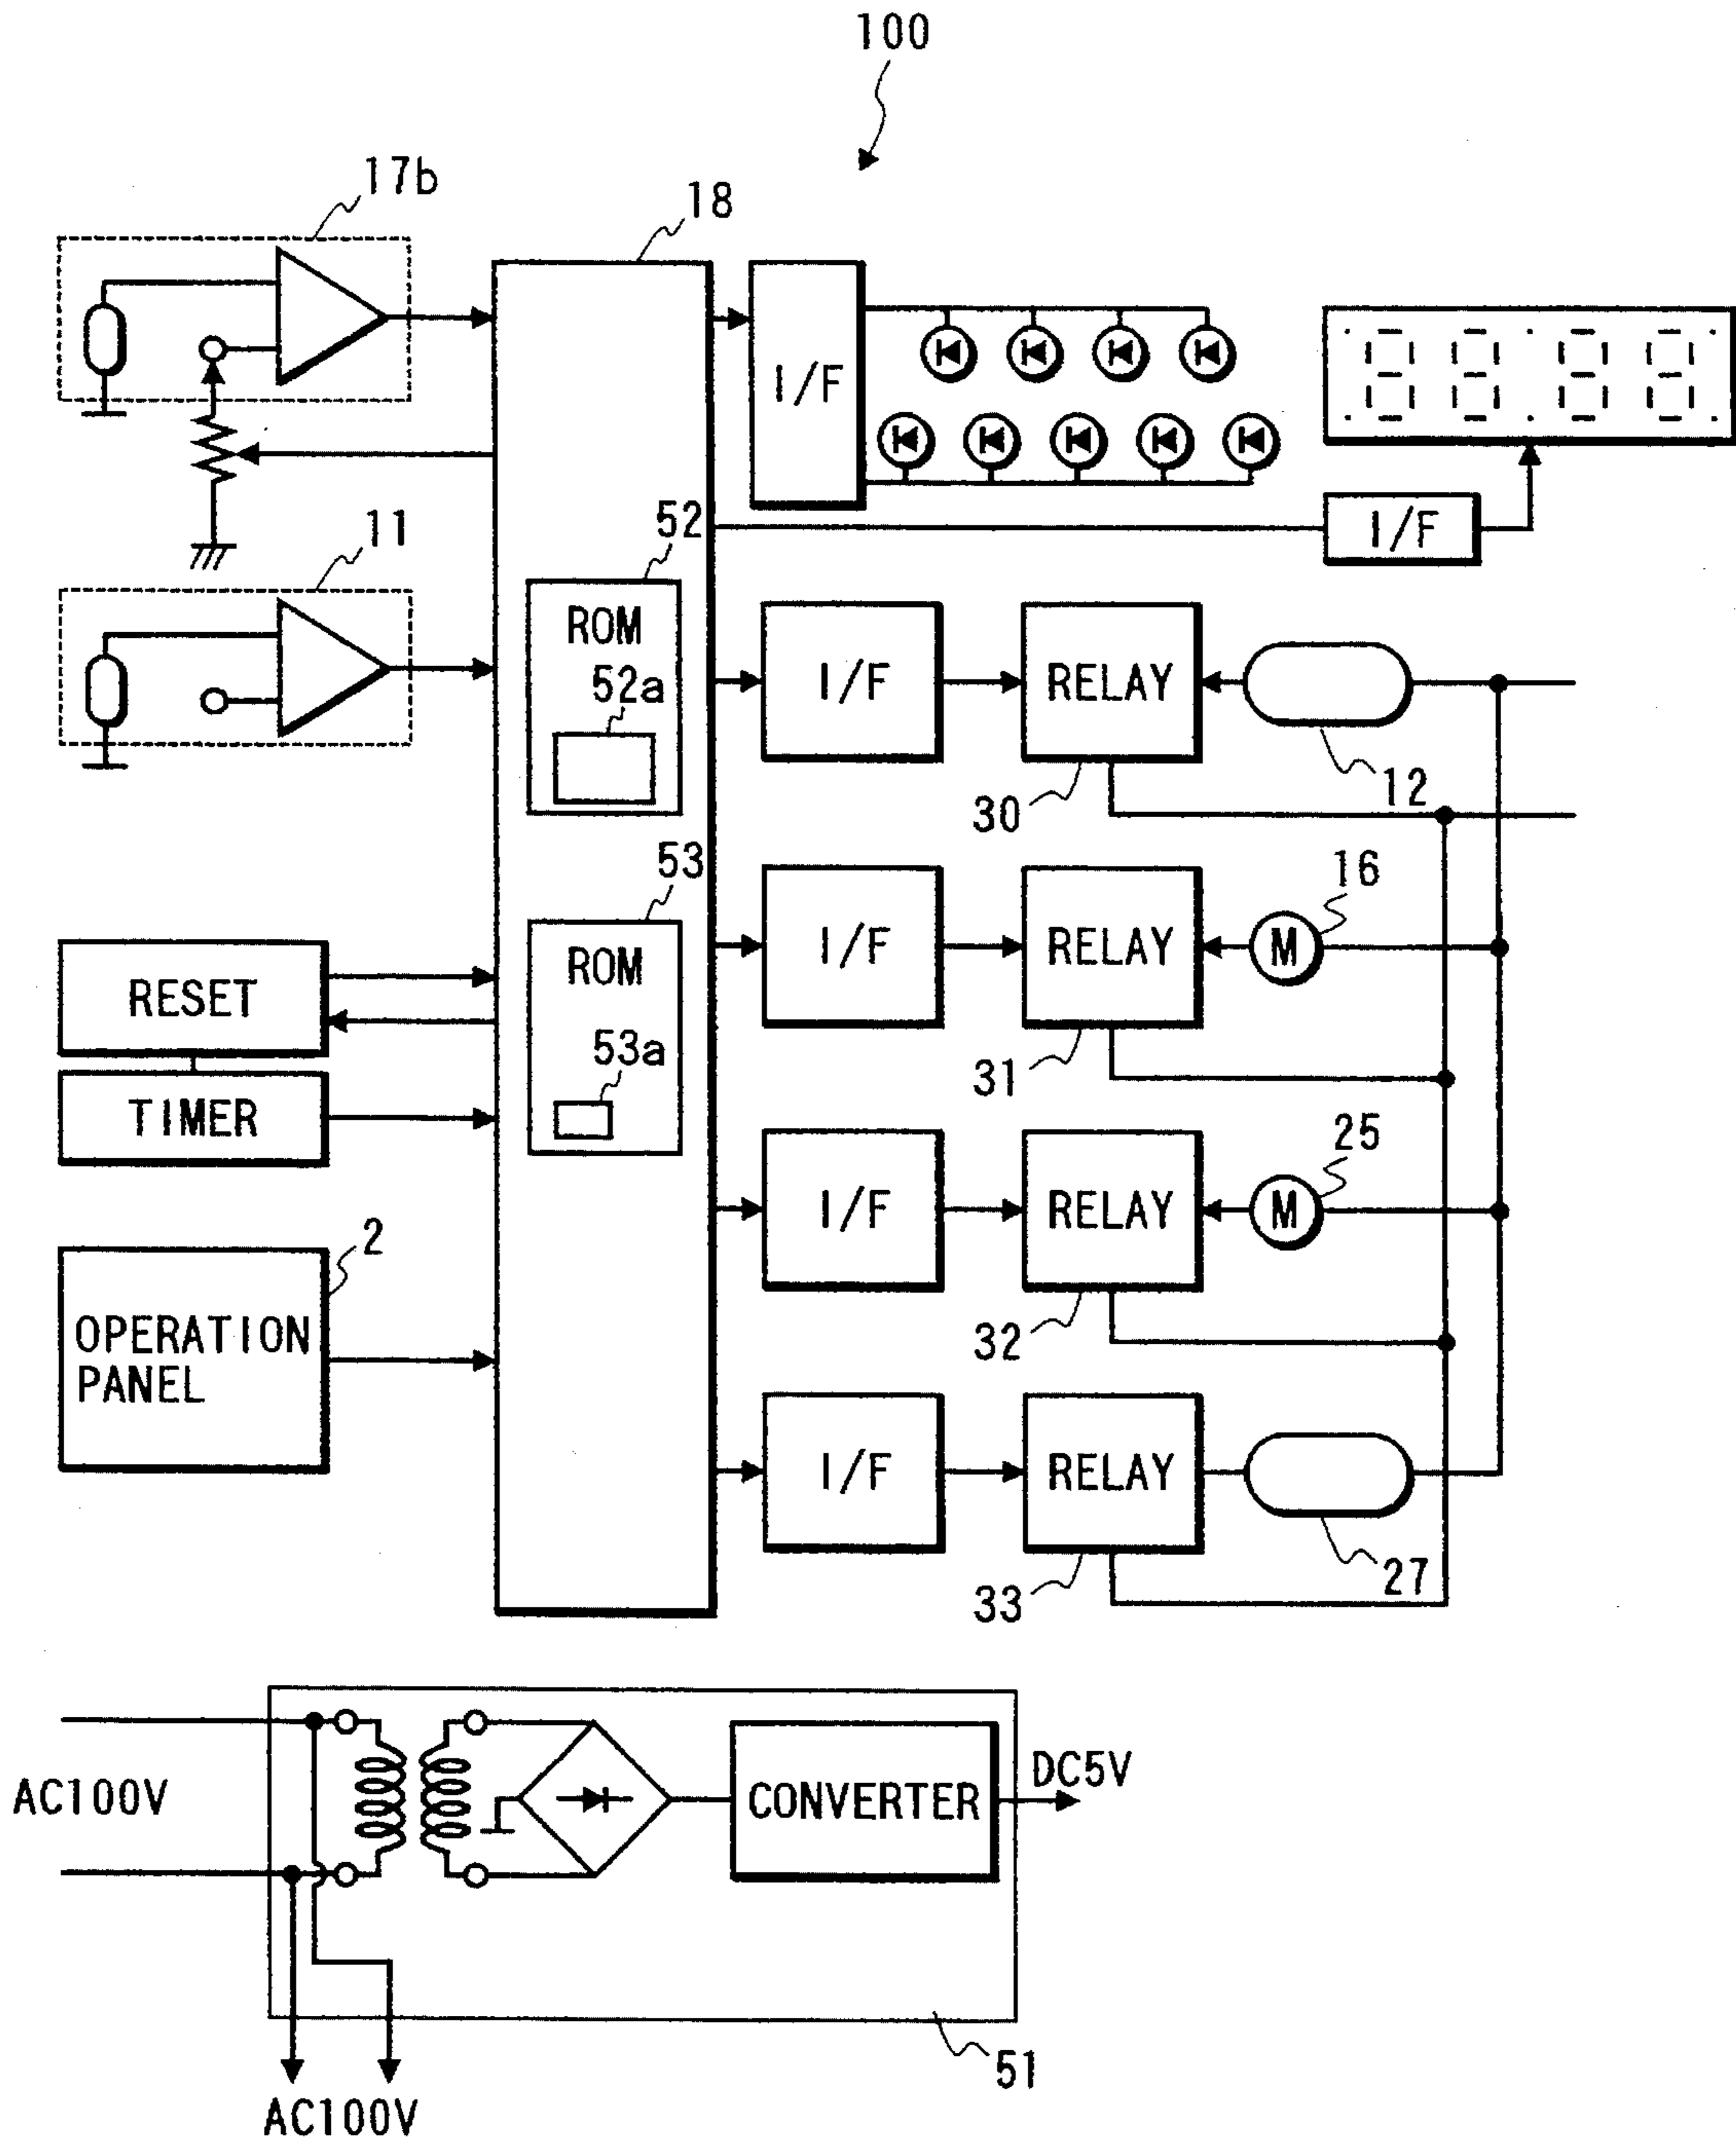 100
17b
18
I/F
I/F
11
52
ROM
52a
I/F
RELAY
30
12
53
ROM
53a
I/F
RELAY
31
16
M
RESET
TIMER
I/F
RELAY
32
25
M
2
OPERATION
PANEL
I/F
RELAY
33
27
AC100V
CONVERTER
DC5V
51
AC100V